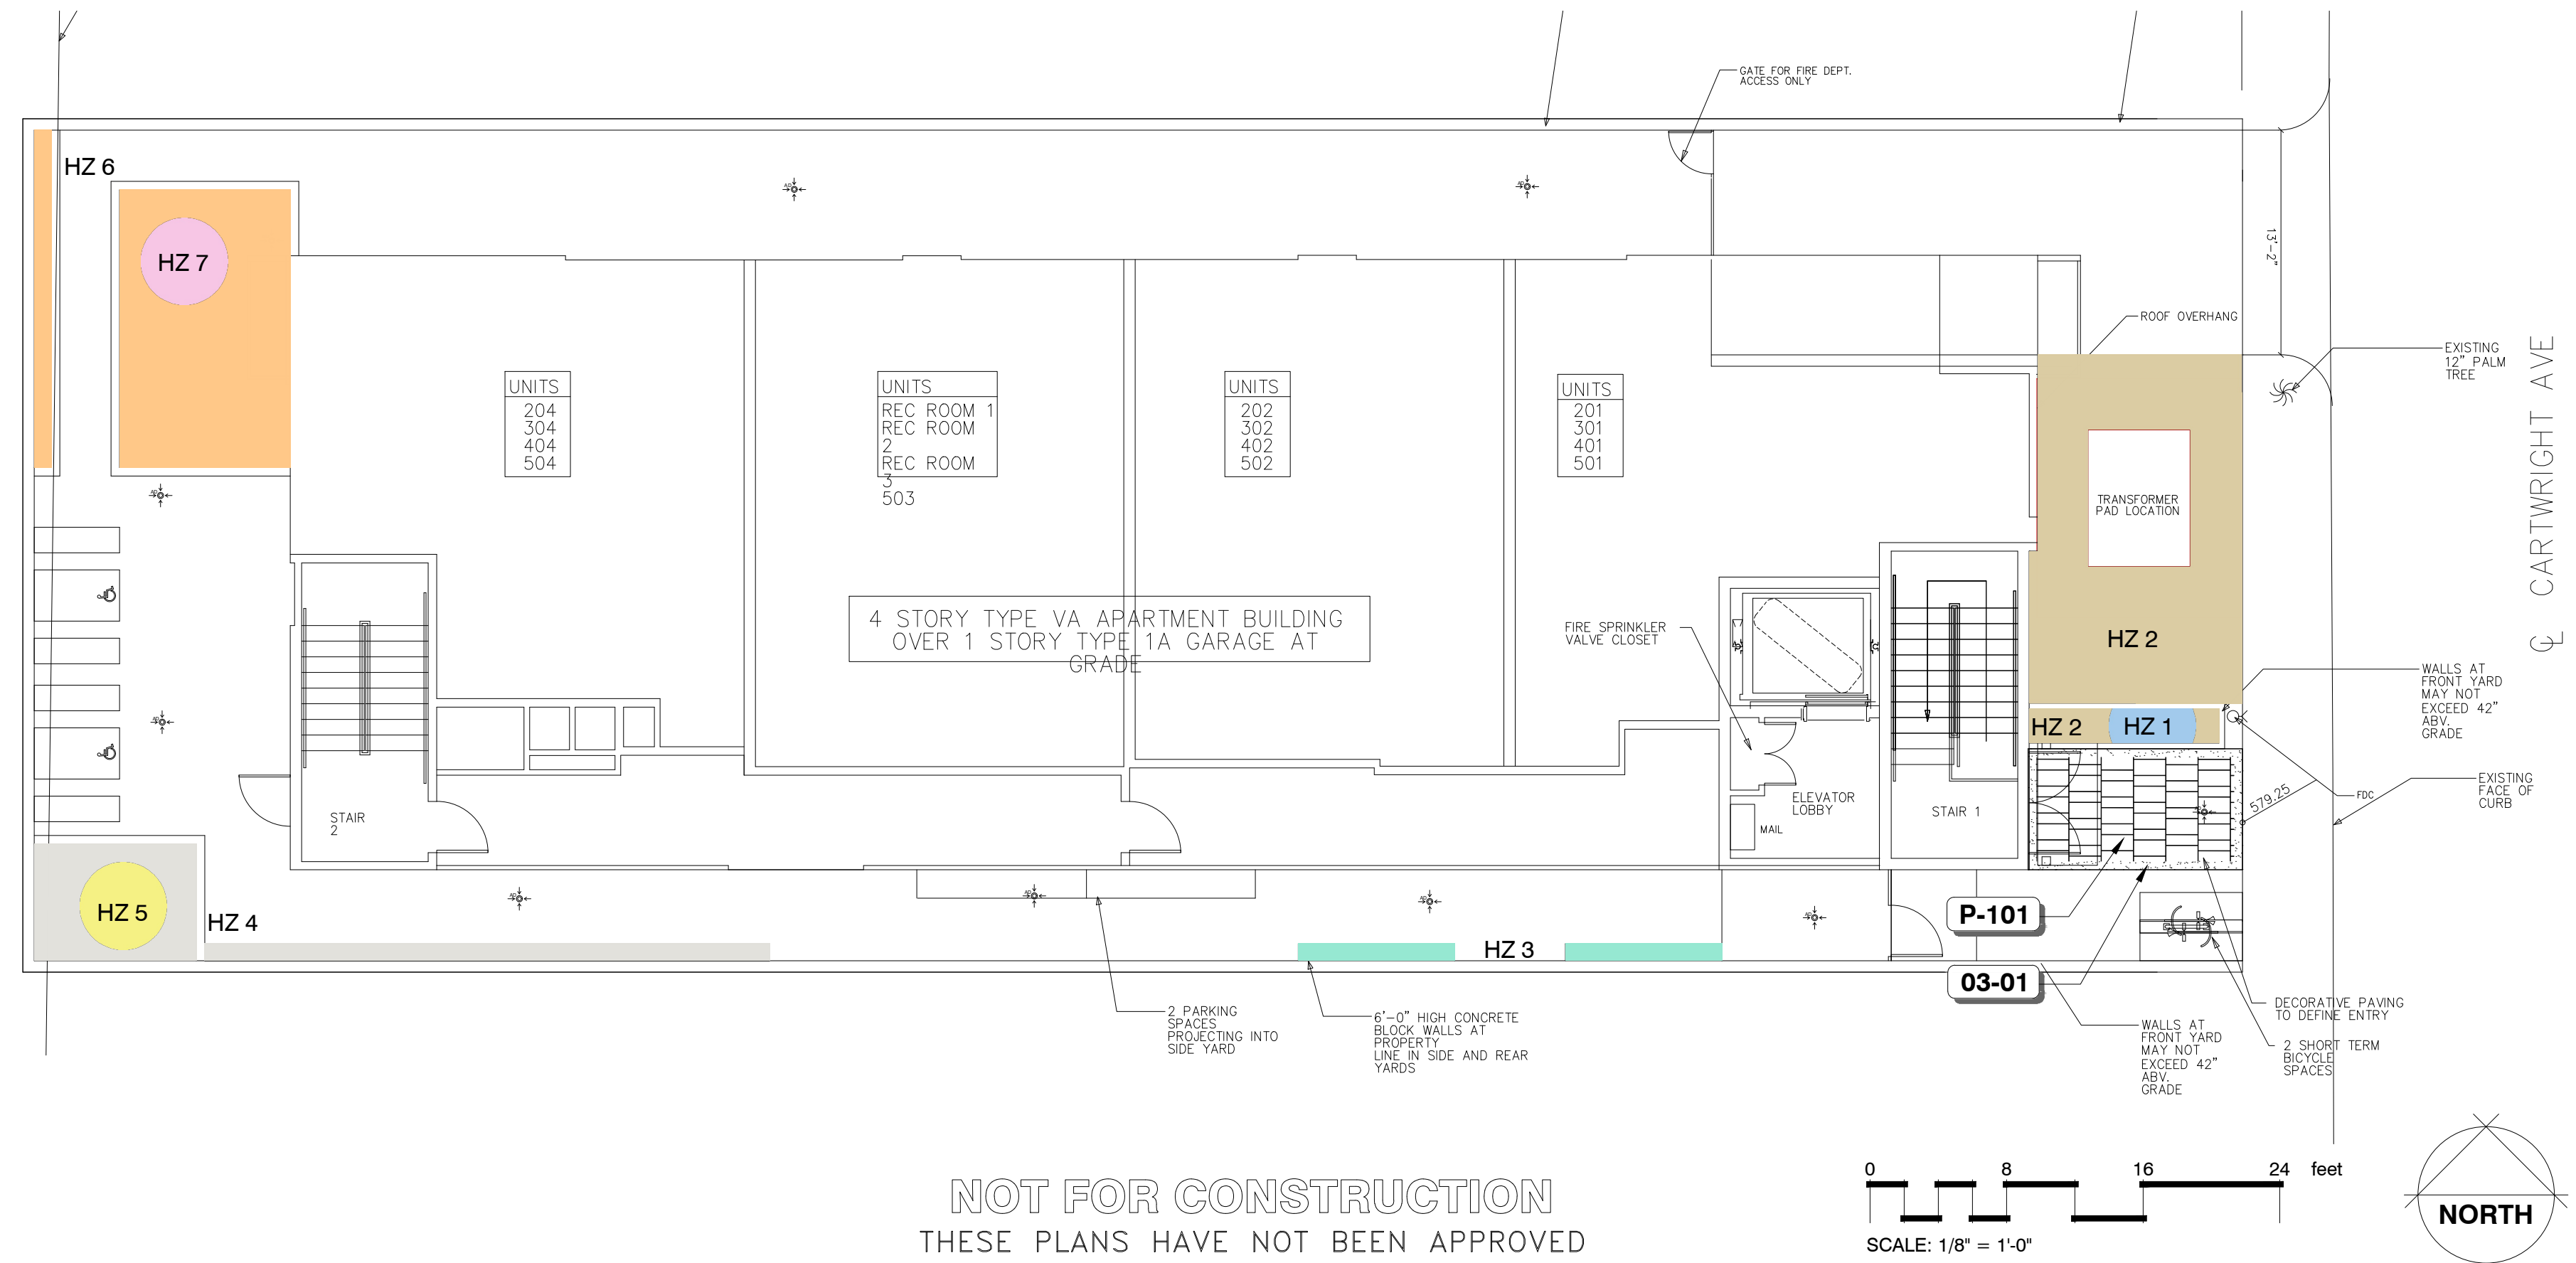 GATE FOR FIRE DEPT.
ACCESS ONLY
HZ 6
HZ 7
13'-2"
ROOF OVERHANG
EXISTING
12" PALM
TREE
℄ CARTWRIGHT AVE
UNITS
204
304
404
504
UNITS
REC ROOM 1
REC ROOM
2
REC ROOM
3
503
UNITS
202
302
402
502
UNITS
201
301
401
501
TRANSFORMER
PAD LOCATION
4 STORY TYPE VA APARTMENT BUILDING
OVER 1 STORY TYPE 1A GARAGE AT
GRADE
FIRE SPRINKLER
VALVE CLOSET
HZ 2
WALLS AT
FRONT YARD
MAY NOT
EXCEED 42"
ABV.
GRADE
HZ 2
HZ 1
EXISTING
FACE OF
CURB
FDC
579.25
ELEVATOR
LOBBY
MAIL
STAIR 1
STAIR
2
HZ 5
HZ 4
HZ 3
P-101
03-01
2 PARKING
SPACES
PROJECTING INTO
SIDE YARD
6'-0" HIGH CONCRETE
BLOCK WALLS AT
PROPERTY
LINE IN SIDE AND REAR
YARDS
DECORATIVE PAVING
TO DEFINE ENTRY
WALLS AT
FRONT YARD
MAY NOT
EXCEED 42"
ABV.
GRADE
2 SHORT TERM
BICYCLE
SPACES
NOT FOR CONSTRUCTION
THESE PLANS HAVE NOT BEEN APPROVED
0 8 16 24 feet
SCALE: 1/8" = 1'-0"
NORTH